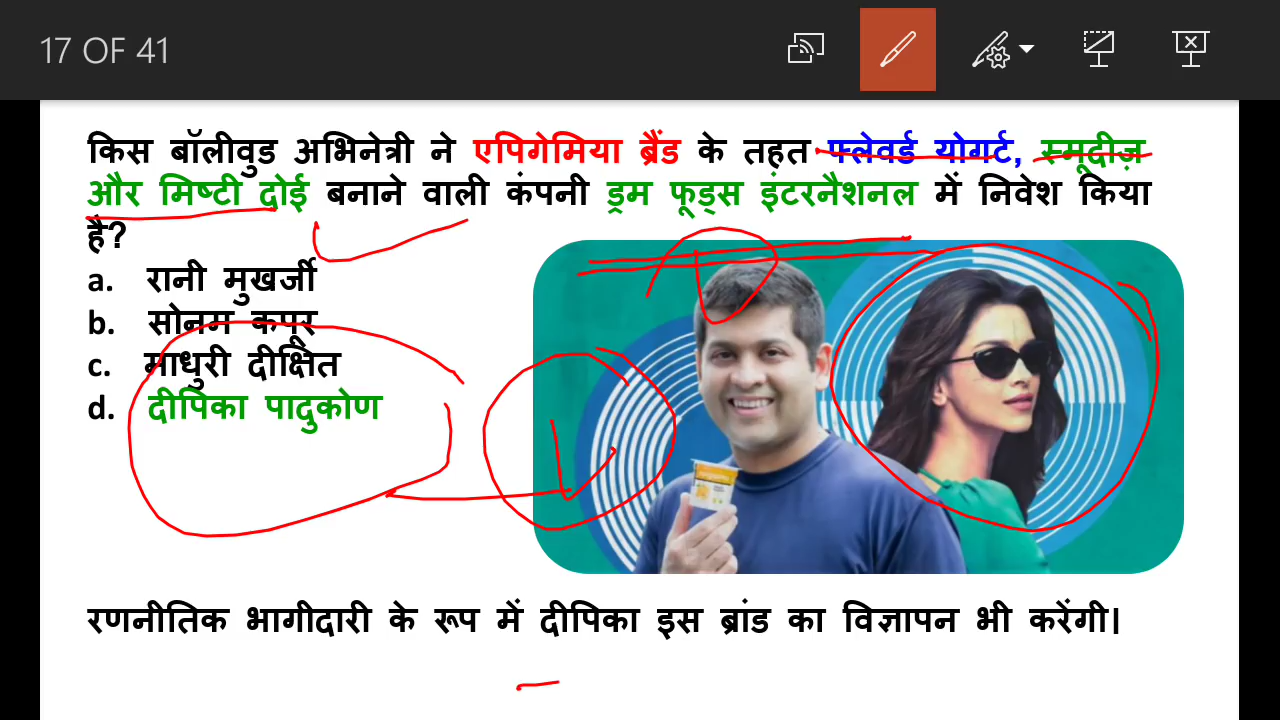 17 OF 41
किस बॉलीवुड अभिनेत्री ने एपिगेमिया ब्रैंड के तहत फ्लेवर्ड योगर्ट, स्मूदीज़
और मिष्टी दोई बनाने वाली कंपनी ड्रम फूड्स इंटरनैशनल में निवेश किया
है?
a. रानी मुखर्जी
b. सोनम कपूर
c. माधुरी दीक्षित
d. दीपिका पादुकोण
रणनीतिक भागीदारी के रूप में दीपिका इस ब्रांड का विज्ञापन भी करेंगी।